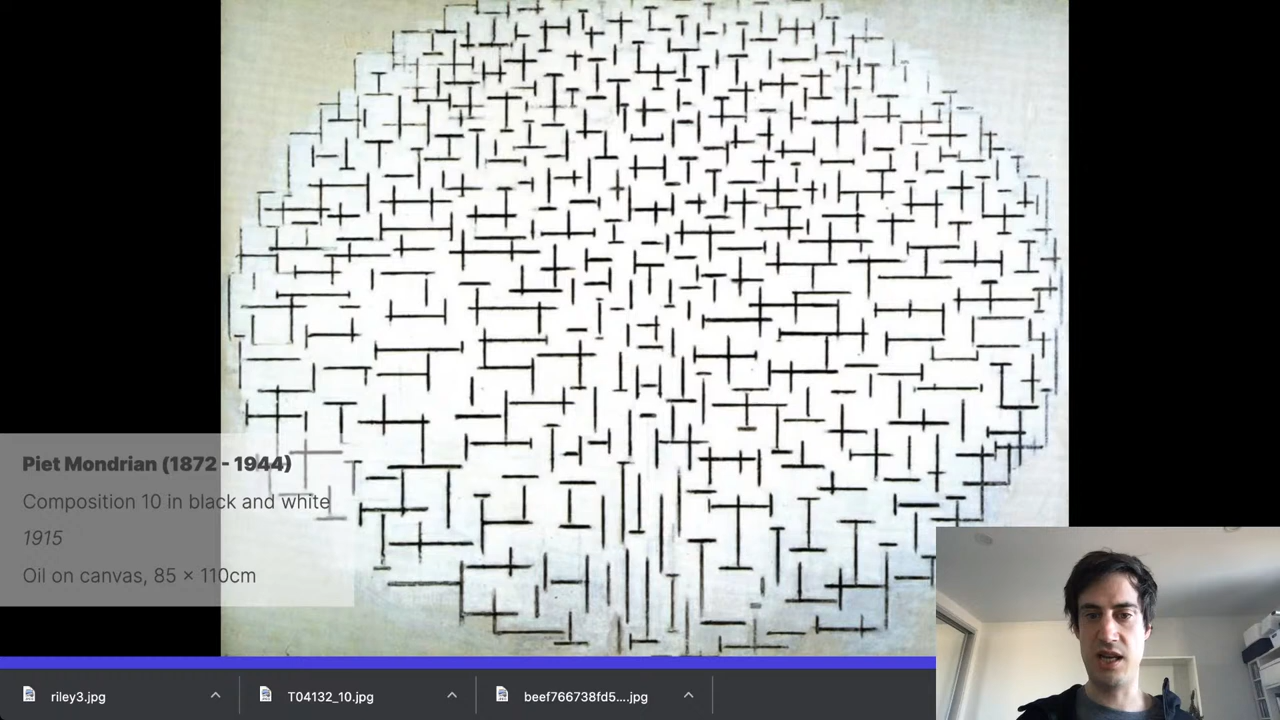 Piet Mondrian (1872 - 1944)
Composition 10 in black and white
1915
Oil on canvas, 85 × 110cm
riley3.jpg
T04132_10.jpg
beef766738fd5....jpg